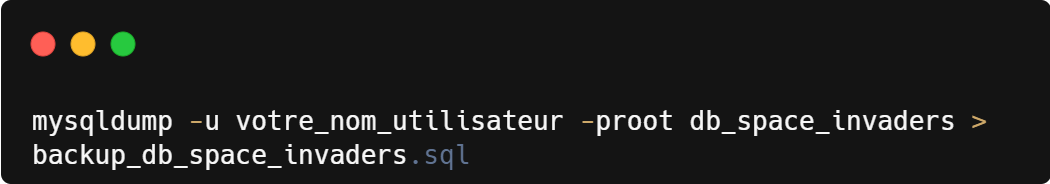 mysqldump -u votre_nom_utilisateur -proot db_space_invaders >
backup_db_space_invaders.sql